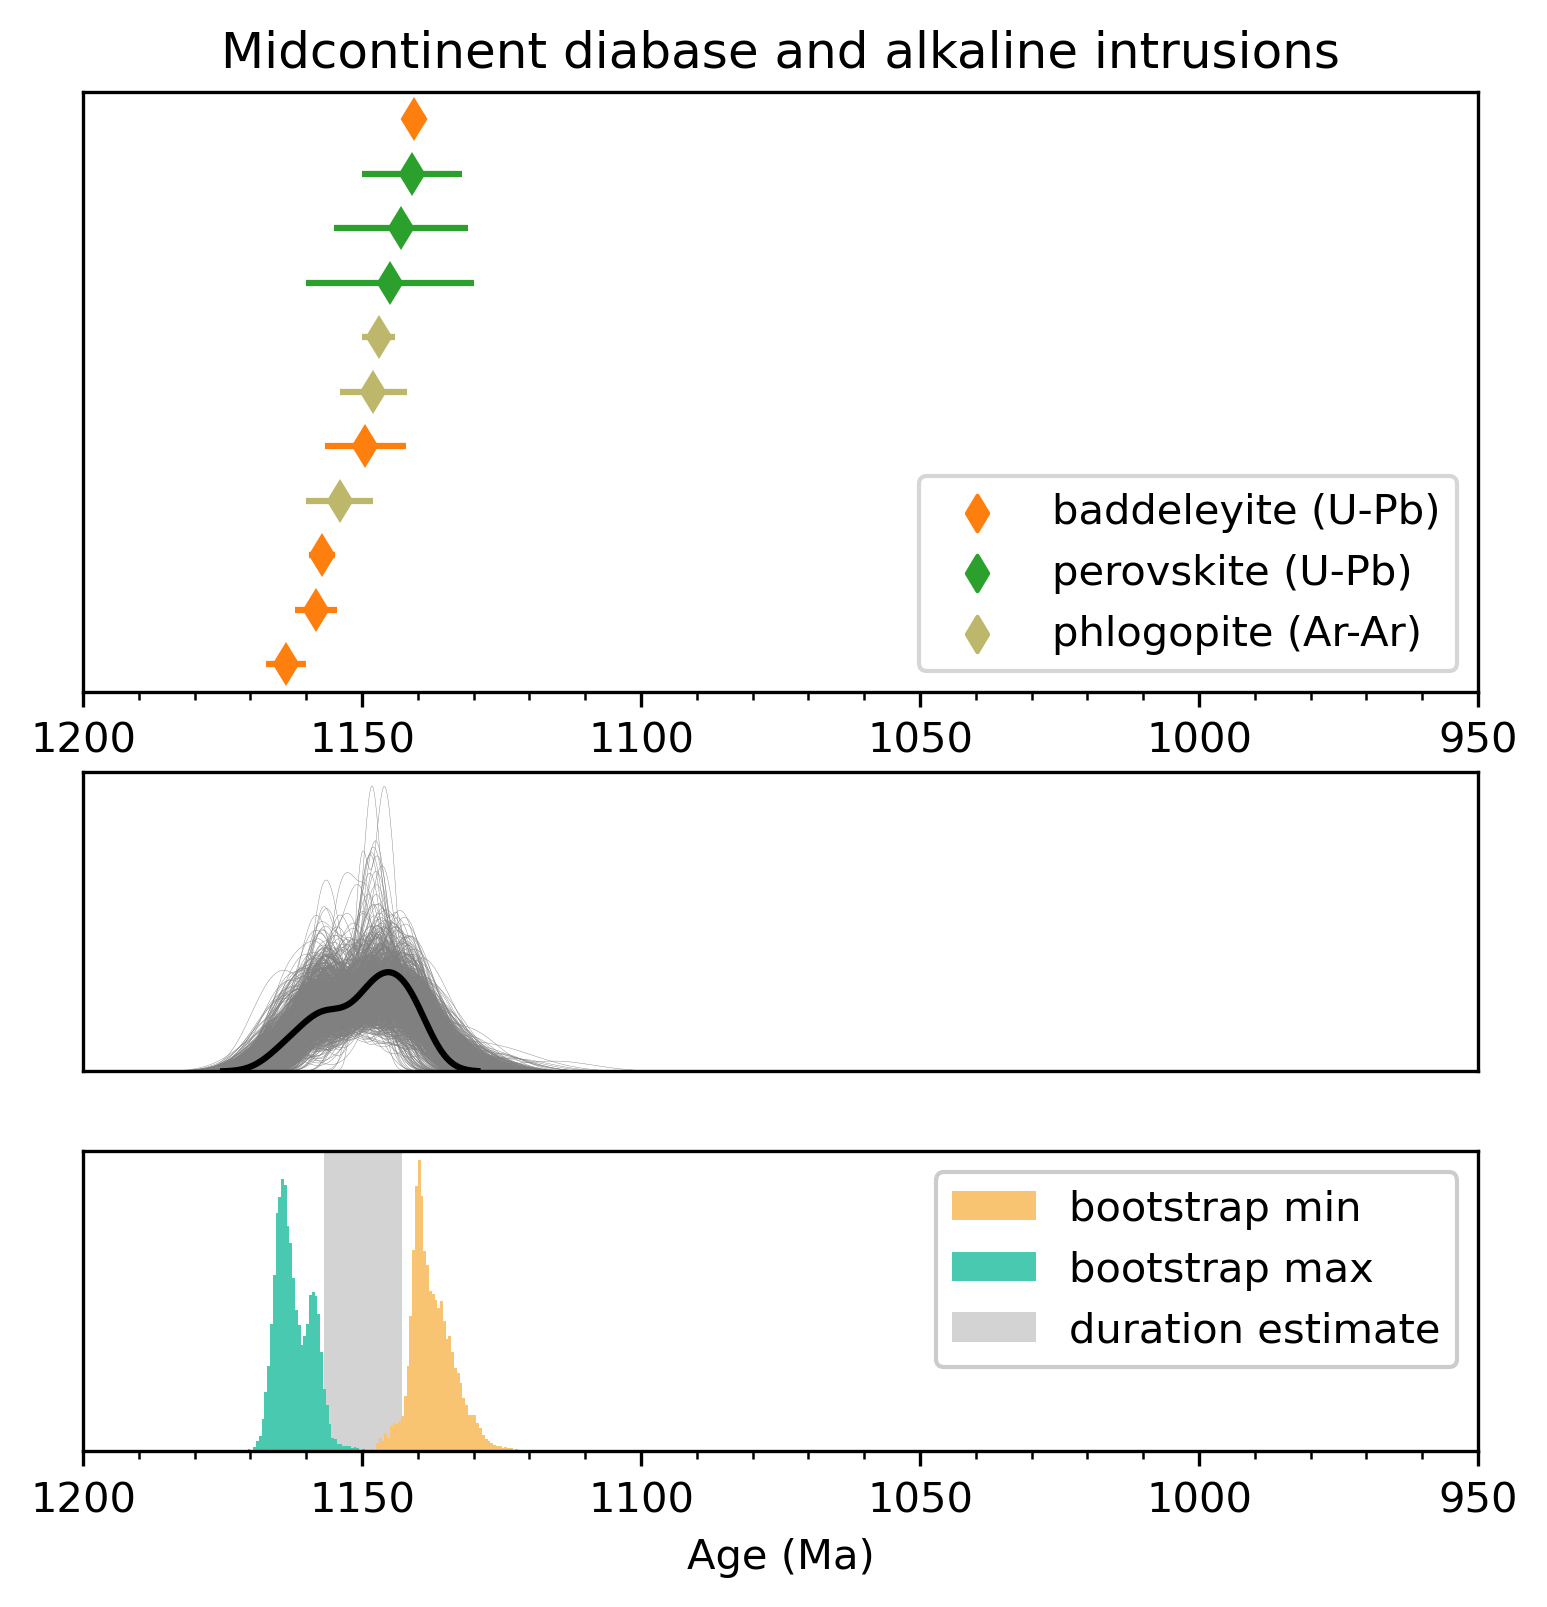 Midcontinent diabase and alkaline intrusions
baddeleyite (U-Pb)
perovskite (U-Pb)
phlogopite (Ar-Ar)
1200 1150 1100 1050 1000 950
bootstrap min
bootstrap max
duration estimate
1200 1150 1100 1050 1000 950
Age (Ma)